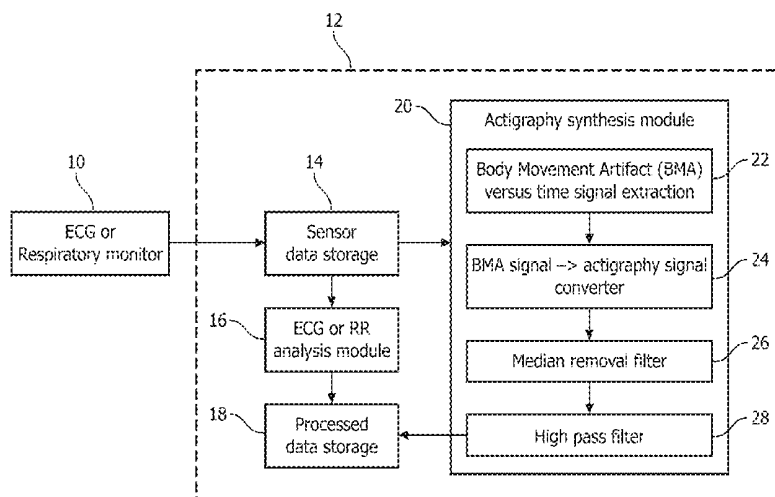 12
20
Actigraphy synthesis module
22
Body Movement Artifact (BMA)
versus time signal extraction
10
14
ECG or
Respiratory monitor
Sensor
data storage
BMA signal --> actigraphy signal
converter
24
16
ECG or RR
analysis module
Median removal filter
26
18
Processed
data storage
High pass filter
28